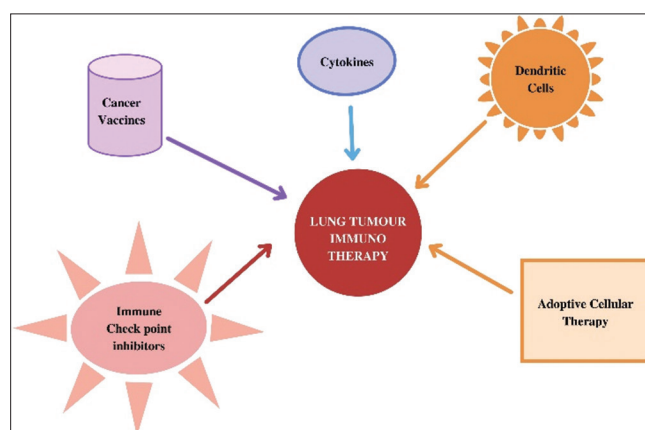 Cytokines
Dendritic
Cells
Cancer
Vaccines
LUNG TUMOUR
IMMUNO
THERAPY
Immune
Check point
inhibitors
Adoptive Cellular
Therapy